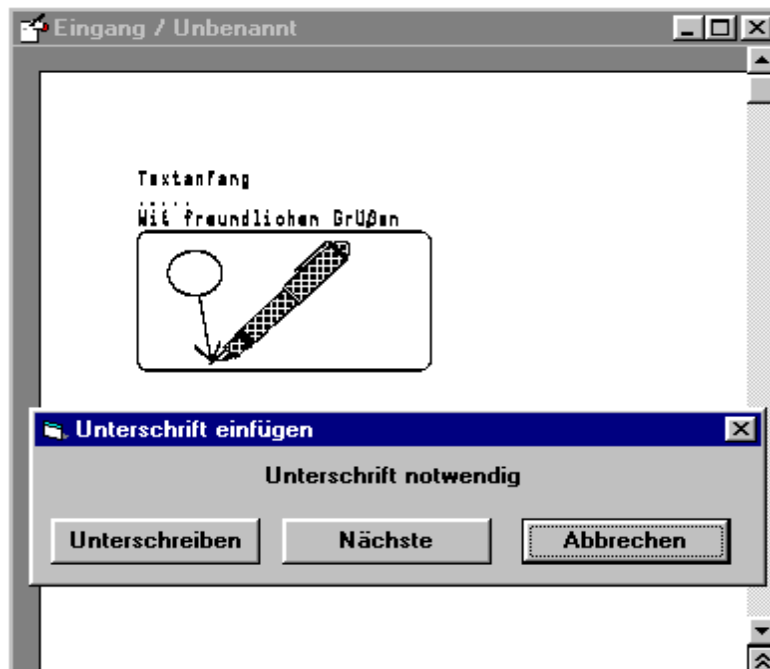 Eingang / Unbenannt
Textanfang
.....
Mit freundlichen Grüßen
Unterschrift einfügen
Unterschrift notwendig
Unterschreiben Nächste Abbrechen